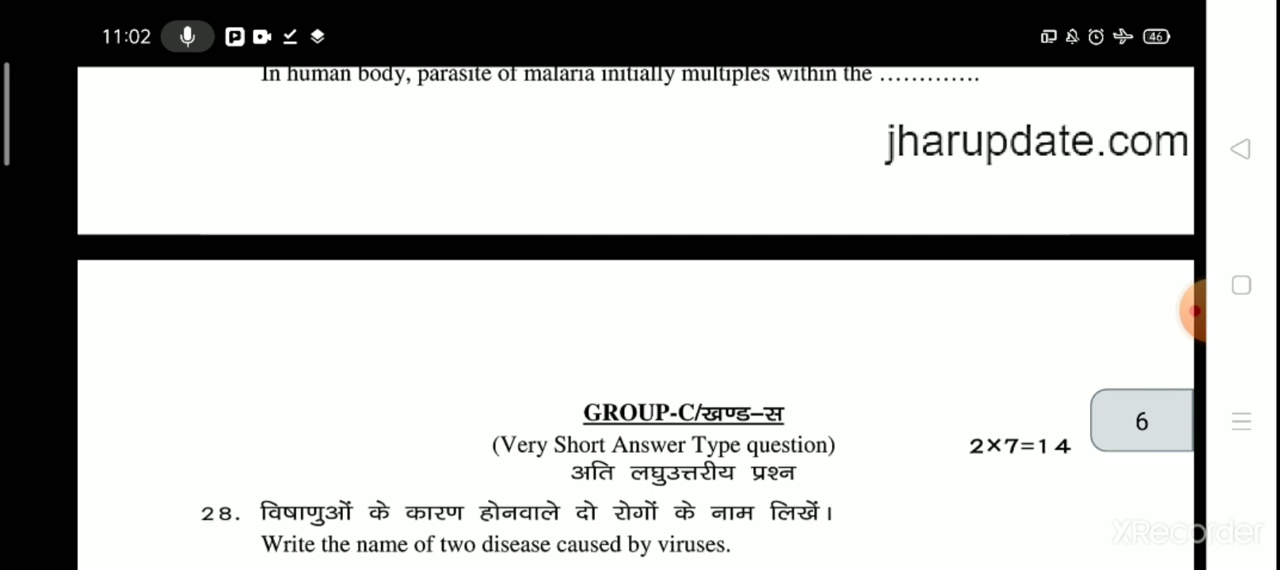 11:02
46
In human body, parasite of malaria initially multiples within the .............
jharupdate.com
6
GROUP-C/खण्ड–स
(Very Short Answer Type question) 2×7=14
अति लघुउत्तरीय प्रश्न
28. विषाणुओं के कारण होनवाले दो रोगों के नाम लिखें।
Write the name of two disease caused by viruses.
XRecorder